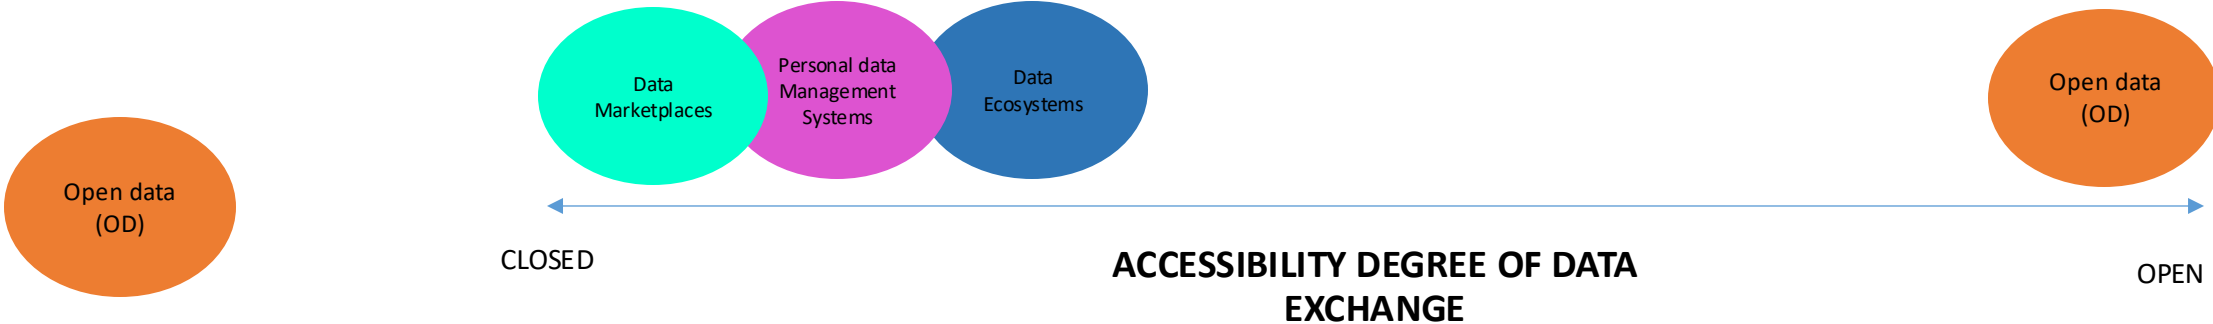 Data
Marketplaces
Personal data
Management
Systems
Data
Ecosystems
Open data
(OD)
Open data
(OD)
CLOSED
ACCESSIBILITY DEGREE OF DATA
EXCHANGE
OPEN